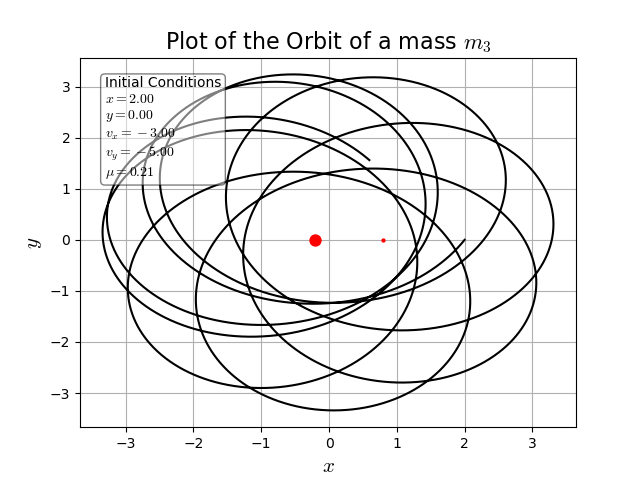 Plot of the Orbit of a mass m₃
Initial Conditions
x = 2.00
y = 0.00
vₓ = −3.00
v_y = −5.00
μ = 0.21
3
2
1
0
−1
−2
−3
y
−3
−2
−1
0
1
2
3
x